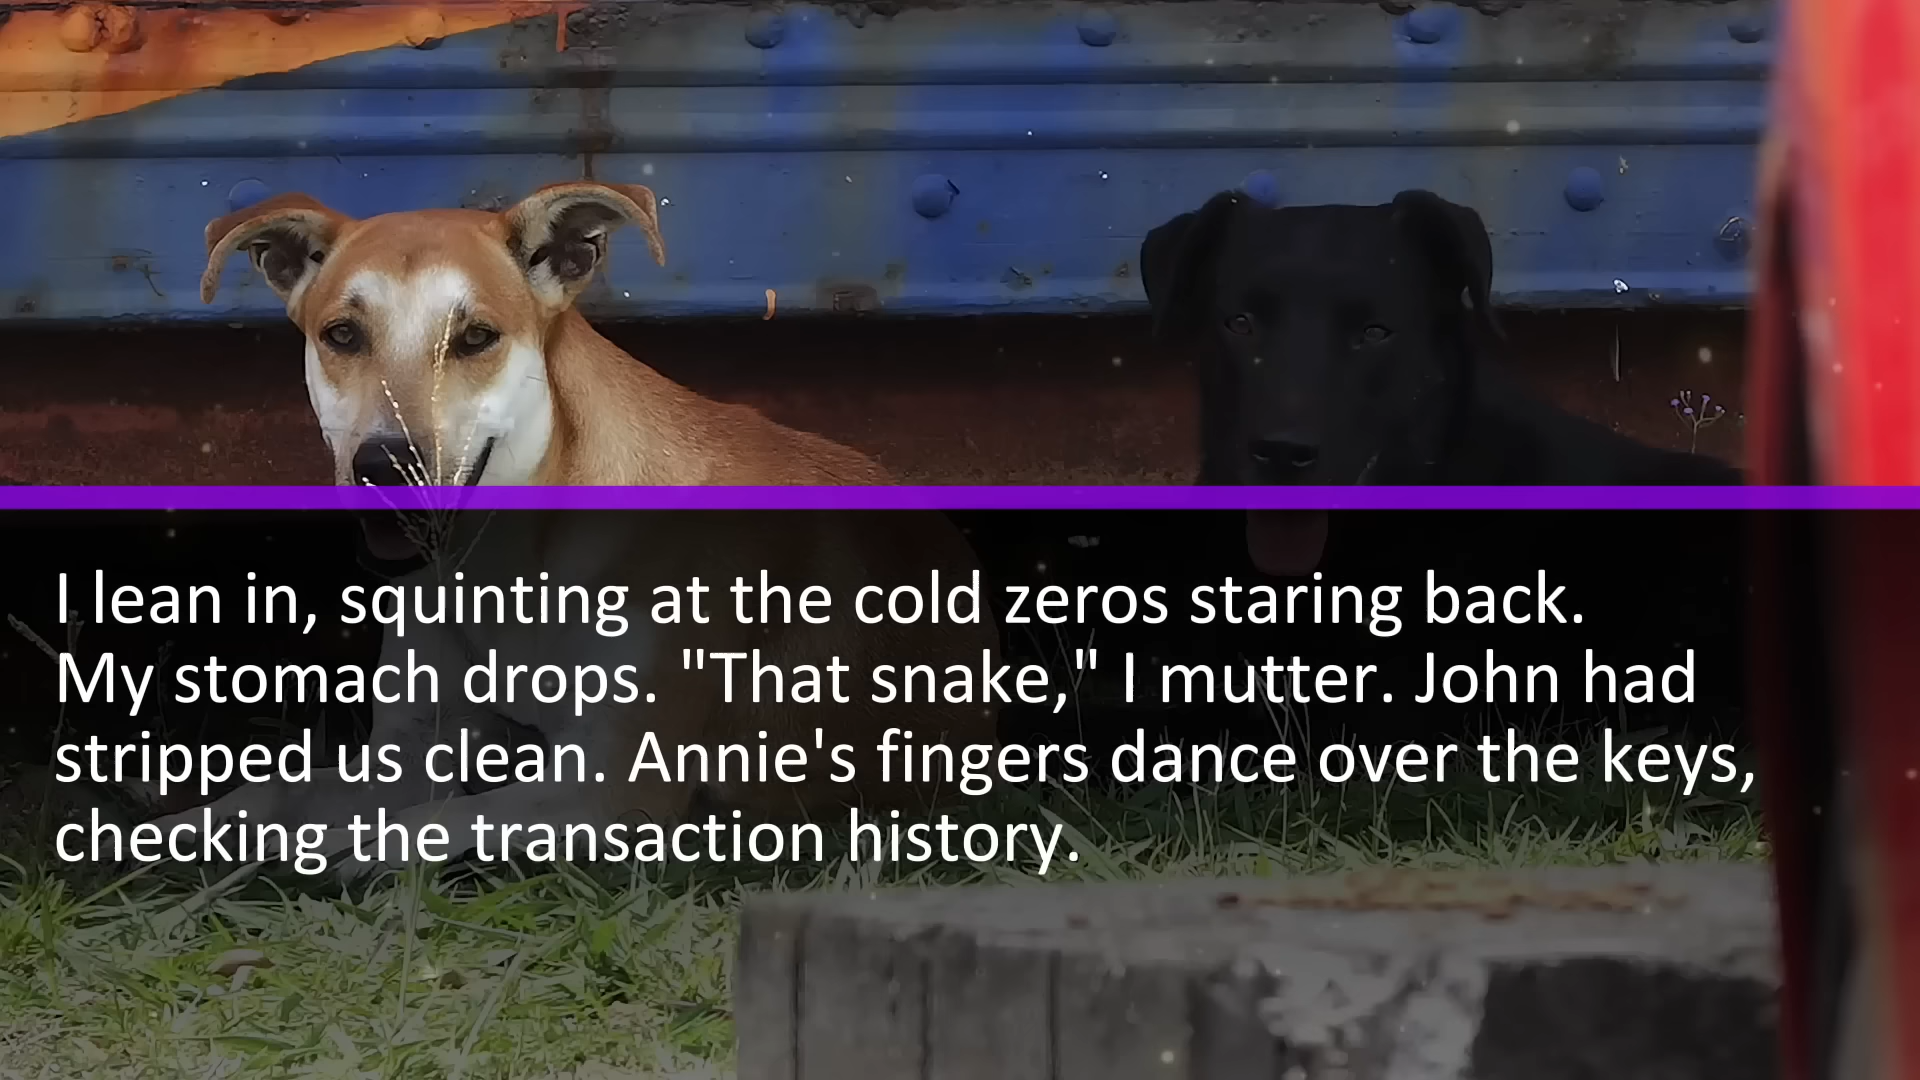 I lean in, squinting at the cold zeros staring back.
My stomach drops. "That snake," I mutter. John had
stripped us clean. Annie's fingers dance over the keys,
checking the transaction history.